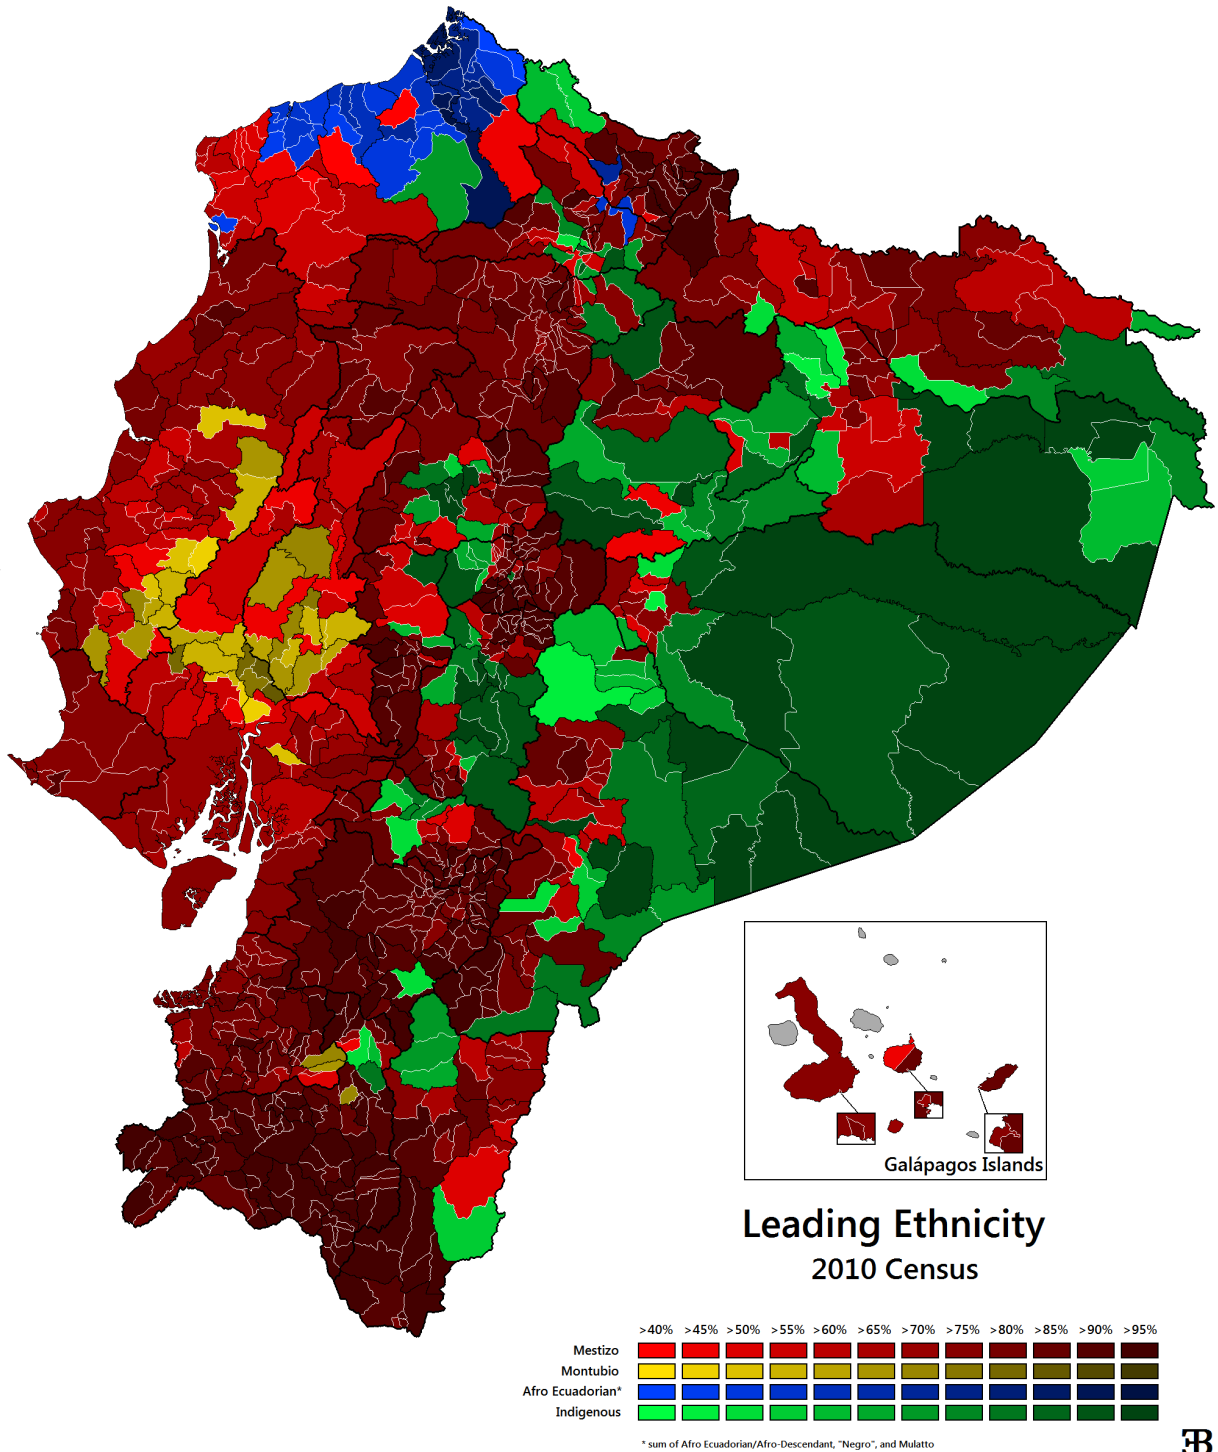 Galápagos Islands
Leading Ethnicity
2010 Census
>40% >45% >50% >55% >60% >65% >70% >75% >80% >85% >90% >95%
Mestizo
Montubio
Afro Ecuadorian*
Indigenous
* sum of Afro Ecuadorian/Afro-Descendant, "Negro", and Mulatto